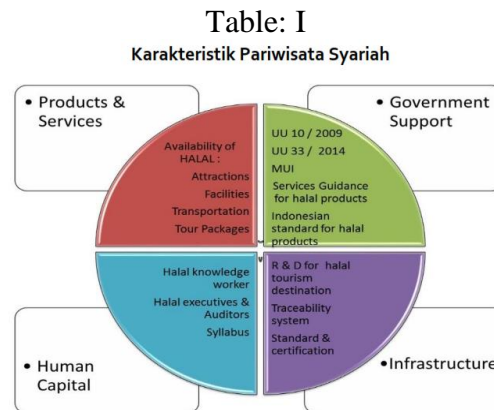 Table: I
Karakteristik Pariwisata Syariah
• Products &
Services
Availability of
HALAL :
Attractions
Facilities
Transportation
Tour Packages
• Government
Support
UU 10 / 2009
UU 33 / 2014
MUI
Services Guidance
for halal products
Indonesian
standard for halal
products
Halal knowledge
worker
Halal executives &
Auditors
Syllabus
• Human
Capital
R & D for halal
tourism
destination
Traceability
system
Standard &
certification
•Infrastructure